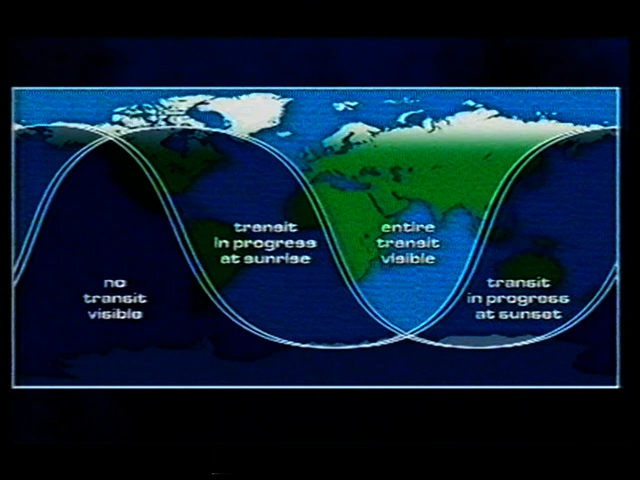 transit
in progress
at sunrise
entire
transit
visible
no
transit
visible
transit
in progress
at sunset